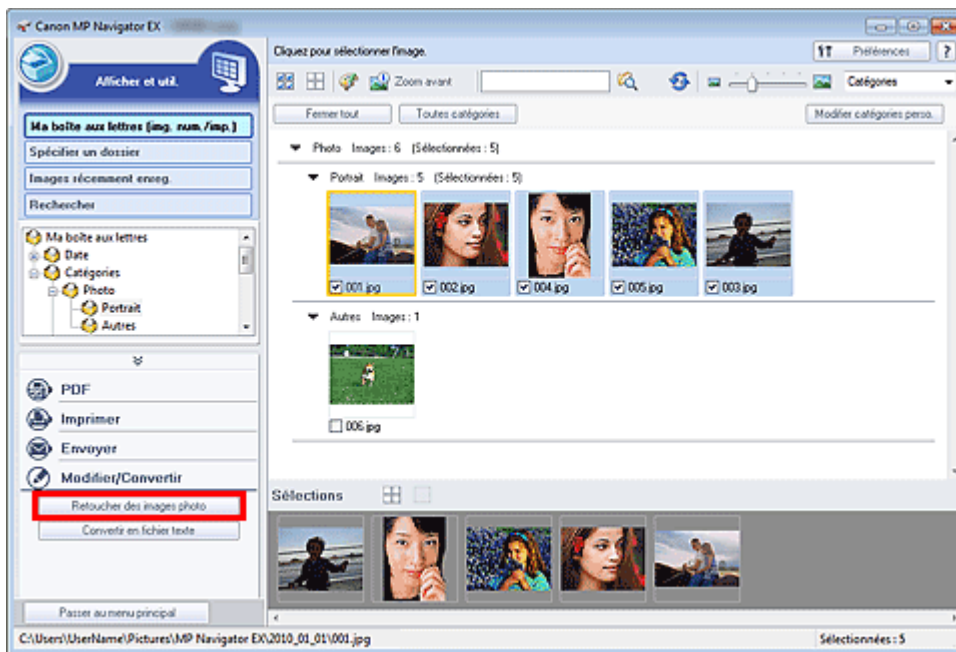 Canon MP Navigator EX
Afficher et util.
Ma boîte aux lettres (img. num./imp.)
Spécifier un dossier
Images récemment enreg.
Rechercher
Ma boîte aux lettres
Date
Catégories
Photo
Portrait
Autres
PDF
Imprimer
Envoyer
Modifier/Convertir
Retoucher des images photo
Convertir en fichier texte
Passer au menu principal
Cliquez pour sélectionner l'image.
Préférences
?
Zoom avant
Catégories
Fermer tout
Toutes catégories
Modifier catégories perso.
Photo Images : 6 (Sélectionnées : 5)
Portrait Images : 5 (Sélectionnées : 5)
001.jpg 002.jpg 004.jpg 005.jpg 003.jpg
Autres Images : 1
006.jpg
Sélections
C:\Users\UserName\Pictures\MP Navigator EX\2010_01_01\001.jpg
Sélectionnées : 5